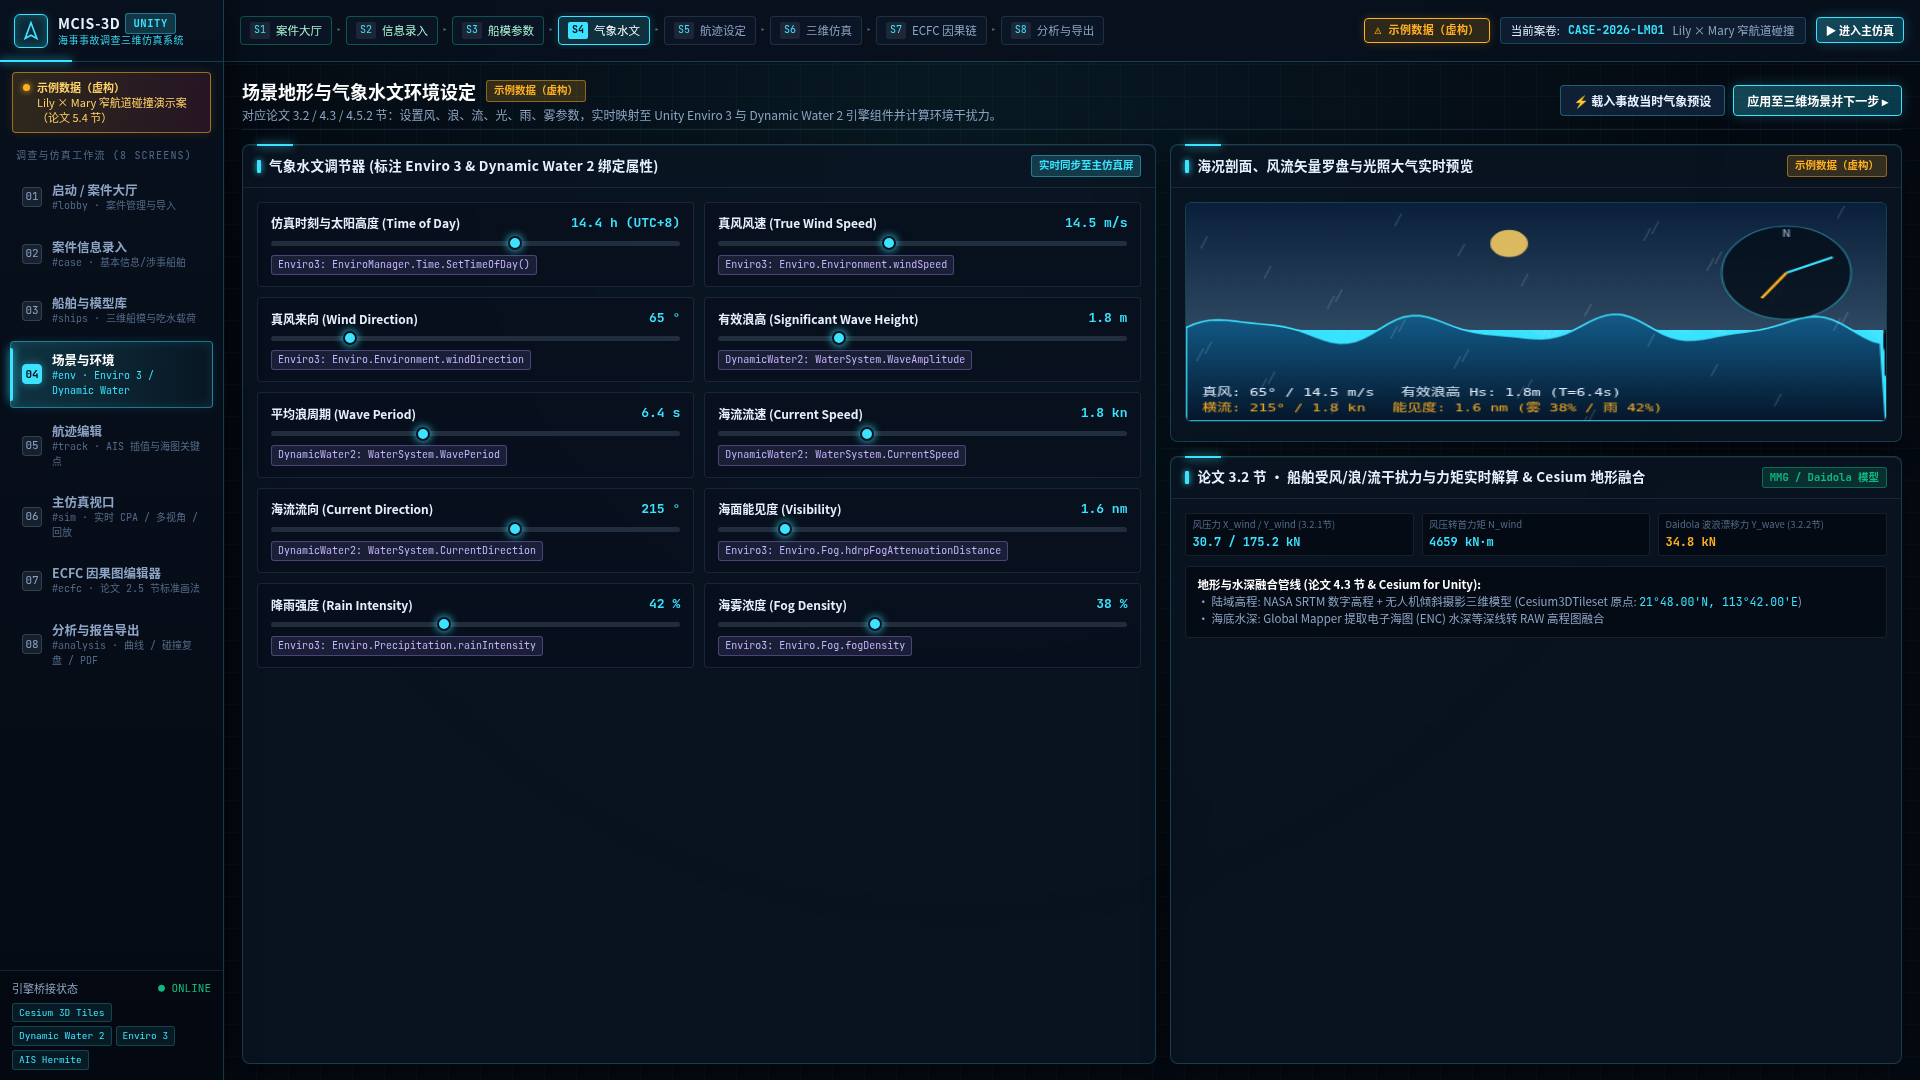 MCIS-3D UNITY
海事事故调查三维仿真系统
S1 案件大厅 S2 信息录入 S3 船模参数 S4 气象水文 S5 航迹设定 S6 三维仿真 S7 ECFC 因果链 S8 分析与导出
⚠ 示例数据（虚构）
当前案卷: CASE-2026-LM01 Lily × Mary 窄航道碰撞
▶ 进入主仿真
示例数据（虚构）
Lily × Mary 窄航道碰撞演示案
（论文 5.4 节）
调查与仿真工作流 (8 SCREENS)
01 启动 / 案件大厅
#lobby · 案件管理与导入
02 案件信息录入
#case · 基本信息/涉事船舶
03 船舶与模型库
#ships · 三维船模与吃水载荷
04 场景与环境
#env · Enviro 3 /
Dynamic Water
05 航迹编辑
#track · AIS 插值与海图关键
点
06 主仿真视口
#sim · 实时 CPA / 多视角 /
回放
07 ECFC 因果图编辑器
#ecfc · 论文 2.5 节标准画法
08 分析与报告导出
#analysis · 曲线 / 碰撞复
盘 / PDF
引擎桥接状态 ● ONLINE
Cesium 3D Tiles
Dynamic Water 2 Enviro 3
AIS Hermite
场景地形与气象水文环境设定 示例数据（虚构）
对应论文 3.2 / 4.3 / 4.5.2 节：设置风、浪、流、光、雨、雾参数，实时映射至 Unity Enviro 3 与 Dynamic Water 2 引擎组件并计算环境干扰力。
⚡ 载入事故当时气象预设
应用至三维场景并下一步 ▸
气象水文调节器 (标注 Enviro 3 & Dynamic Water 2 绑定属性)
实时同步至主仿真屏
仿真时刻与太阳高度 (Time of Day) 14.4 h (UTC+8)
Enviro3: EnviroManager.Time.SetTimeOfDay()
真风风速 (True Wind Speed) 14.5 m/s
Enviro3: Enviro.Environment.windSpeed
真风来向 (Wind Direction) 65 °
Enviro3: Enviro.Environment.windDirection
有效浪高 (Significant Wave Height) 1.8 m
DynamicWater2: WaterSystem.WaveAmplitude
平均浪周期 (Wave Period) 6.4 s
DynamicWater2: WaterSystem.WavePeriod
海流流速 (Current Speed) 1.8 kn
DynamicWater2: WaterSystem.CurrentSpeed
海流流向 (Current Direction) 215 °
DynamicWater2: WaterSystem.CurrentDirection
海面能见度 (Visibility) 1.6 nm
Enviro3: Enviro.Fog.hdrpFogAttenuationDistance
降雨强度 (Rain Intensity) 42 %
Enviro3: Enviro.Precipitation.rainIntensity
海雾浓度 (Fog Density) 38 %
Enviro3: Enviro.Fog.fogDensity
海况剖面、风流矢量罗盘与光照大气实时预览
示例数据（虚构）
N
真风: 65° / 14.5 m/s 有效浪高 Hs: 1.8m (T=6.4s)
横流: 215° / 1.8 kn 能见度: 1.6 nm (雾 38% / 雨 42%)
论文 3.2 节 · 船舶受风/浪/流干扰力与力矩实时解算 & Cesium 地形融合
MMG / Daidola 模型
风压力 X_wind / Y_wind (3.2.1节)
30.7 / 175.2 kN
风压转首力矩 N_wind
4659 kN·m
Daidola 波浪漂移力 Y_wave (3.2.2节)
34.8 kN
地形与水深融合管线 (论文 4.3 节 & Cesium for Unity):
• 陆域高程: NASA SRTM 数字高程 + 无人机倾斜摄影三维模型 (Cesium3DTileset 原点: 21°48.00'N, 113°42.00'E)
• 海底水深: Global Mapper 提取电子海图 (ENC) 水深等深线转 RAW 高程图融合